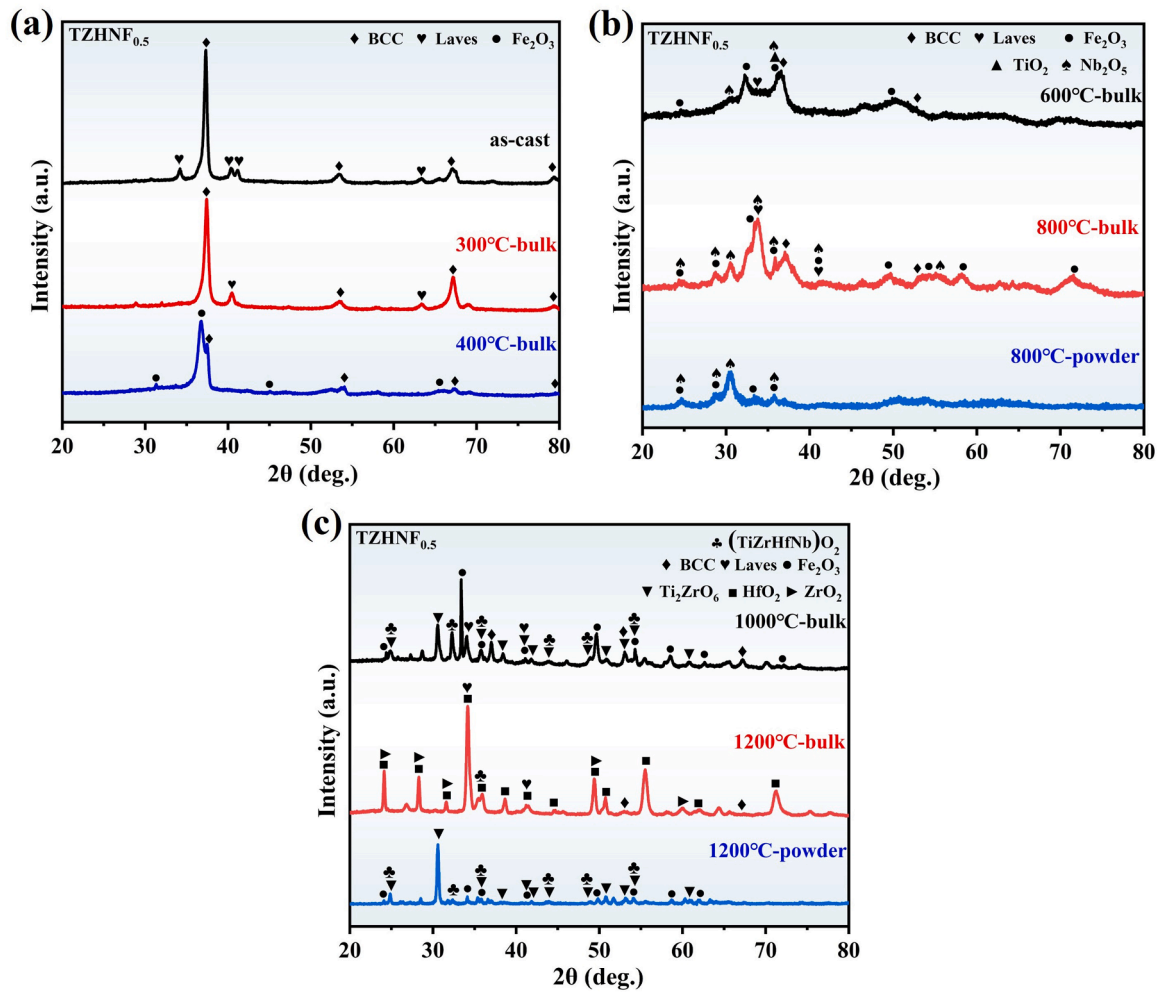 (a)
TZHNF0.5
♦ BCC ♥ Laves ● Fe2O3
as-cast
300°C-bulk
400°C-bulk
Intensity (a.u.)
20 30 40 50 60 70 80
2θ (deg.)
(b)
TZHNF0.5
♦ BCC ♥ Laves ● Fe2O3
▲ TiO2 ♠ Nb2O5
600°C-bulk
800°C-bulk
800°C-powder
Intensity (a.u.)
20 30 40 50 60 70 80
2θ (deg.)
(c)
TZHNF0.5
♣ (TiZrHfNb)O2
♦ BCC ♥ Laves ● Fe2O3
▼ Ti2ZrO6 ■ HfO2 ► ZrO2
1000°C-bulk
1200°C-bulk
1200°C-powder
Intensity (a.u.)
20 30 40 50 60 70 80
2θ (deg.)